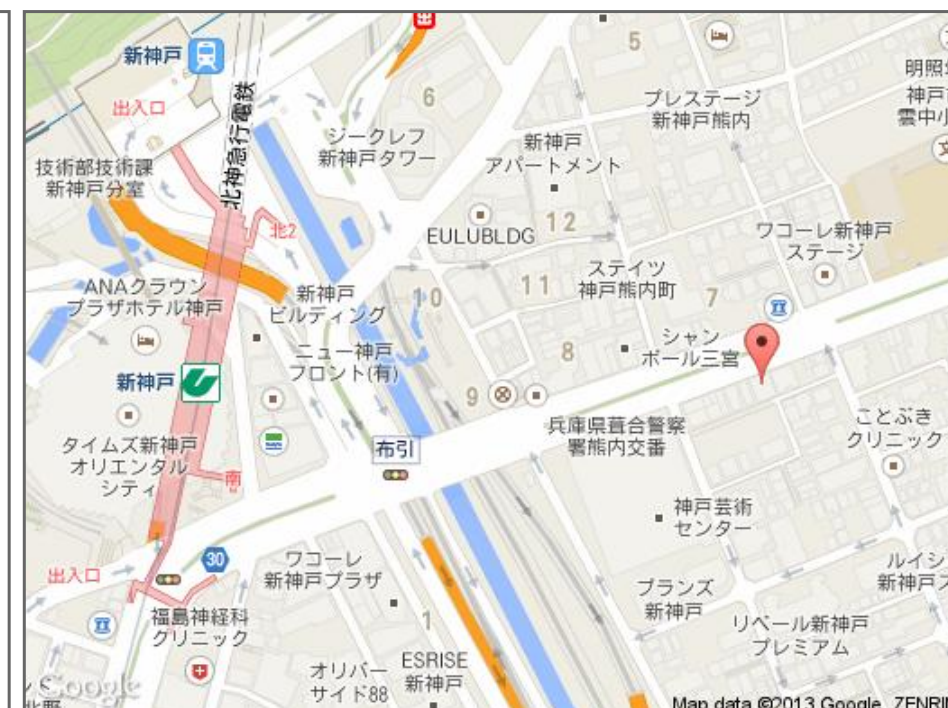 新神戸
5
明照
プレステージ
新神戸熊内
神戸
雲中小
出入口
北神急行電鉄
6
ジークレフ
新神戸タワー
新神戸
アパートメント
技術部技術課
新神戸分室
北2
EULUBLDG
12
ワコーレ新神戸
ステージ
ANAクラウン
プラザホテル神戸
新神戸
ビルディング
10
11
ステイツ
神戸熊内町
7
ニュー神戸
フロント(有)
8
シャン
ボール三宮
新神戸
9
兵庫県葺合警察
署熊内交番
ことぶき
クリニック
タイムズ新神戸
オリエンタル
シティ
布引
南
神戸芸術
センター
30
ワコーレ
新神戸プラザ
出入口
プランズ
新神戸
ルイシ
新神戸
福島神経科
クリニック
1
リベール新神戸
プレミアム
オリバー
サイド88
ESRISE
新神戸
Google
北野
Map data ©2013 Google, ZENRI